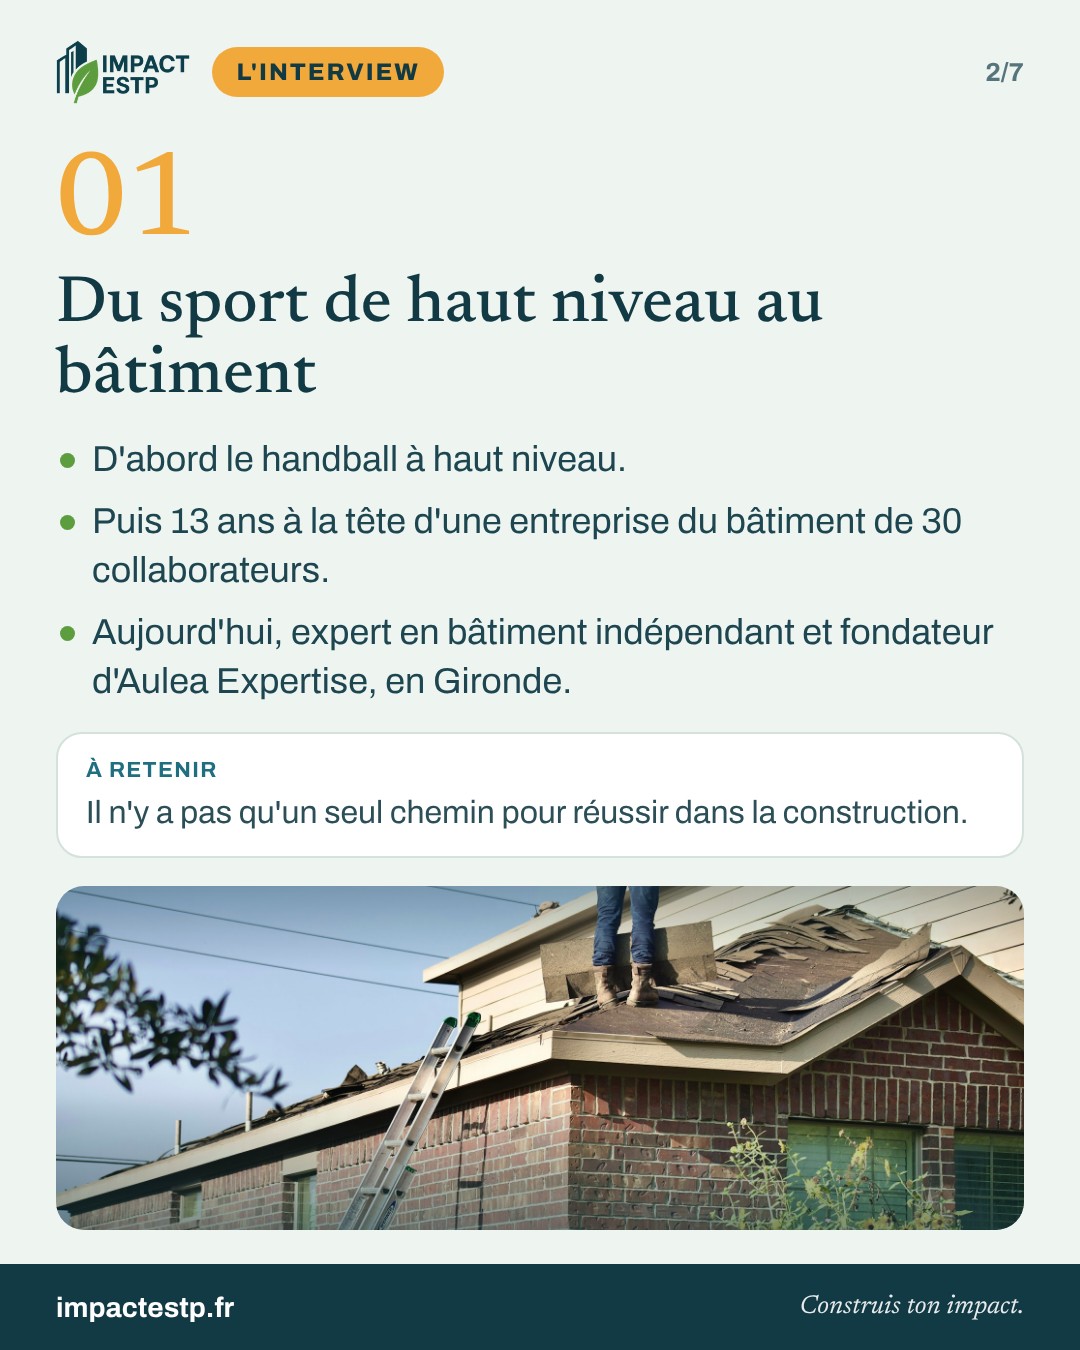 IMPACT
ESTP
L'INTERVIEW
2/7
01
Du sport de haut niveau au
bâtiment
D'abord le handball à haut niveau.
Puis 13 ans à la tête d'une entreprise du bâtiment de 30
collaborateurs.
Aujourd'hui, expert en bâtiment indépendant et fondateur
d'Aulea Expertise, en Gironde.
À RETENIR
Il n'y a pas qu'un seul chemin pour réussir dans la construction.
impactestp.fr
Construis ton impact.